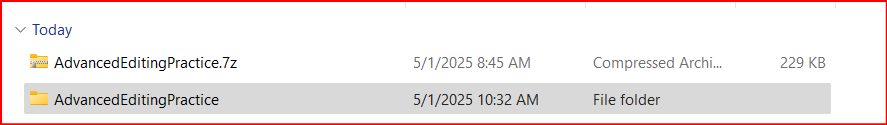 Today
AdvancedEditingPractice.7z 5/1/2025 8:45 AM Compressed Archi... 229 KB
AdvancedEditingPractice 5/1/2025 10:32 AM File folder